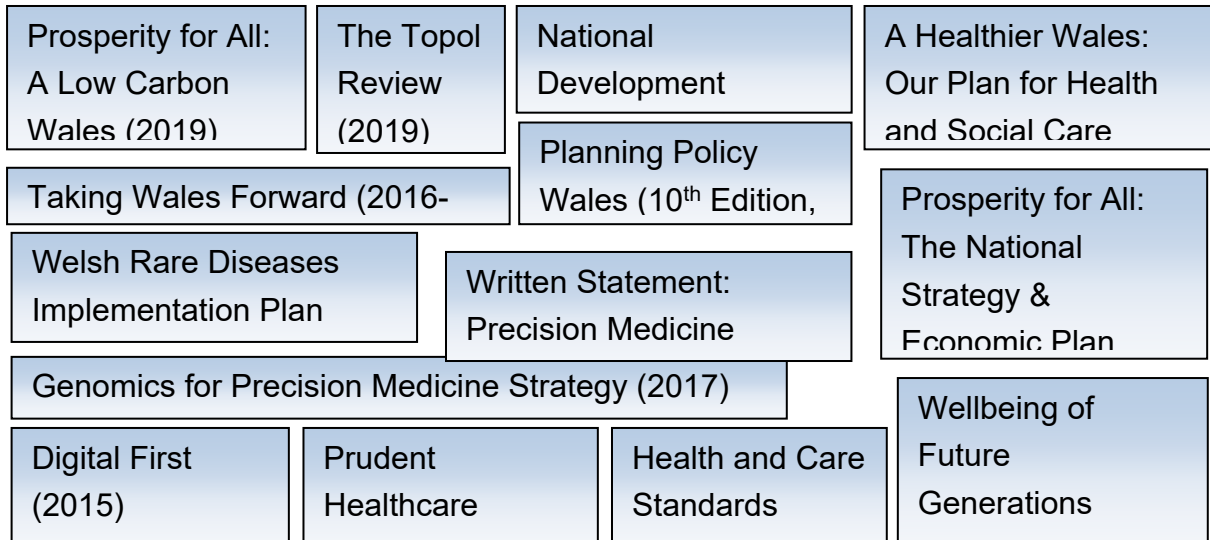 Prosperity for All:
A Low Carbon
Wales (2019)
The Topol
Review
(2019)
National
Development
A Healthier Wales:
Our Plan for Health
and Social Care
Planning Policy
Wales (10th Edition,
Taking Wales Forward (2016-
Prosperity for All:
The National
Strategy &
Economic Plan
Welsh Rare Diseases
Implementation Plan
Written Statement:
Precision Medicine
Genomics for Precision Medicine Strategy (2017)
Wellbeing of
Future
Generations
Digital First
(2015)
Prudent
Healthcare
Health and Care
Standards